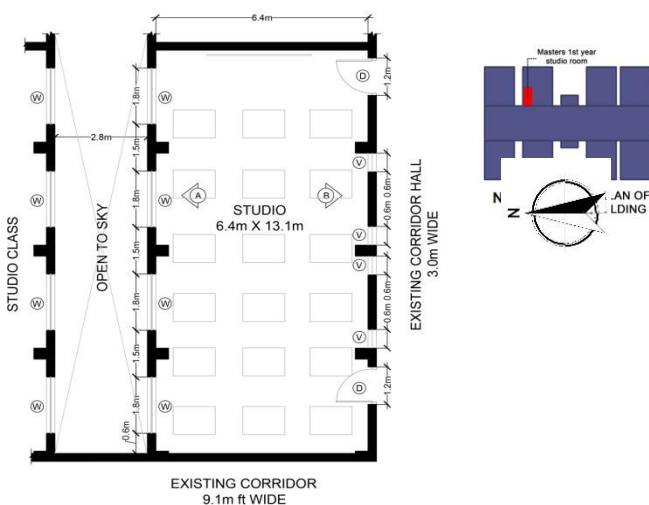 6.4m
D
1.2m
W
W
1.8m
2.8m
1.5m
V
0.6m 0.6m
W
W
1.8m
A
B
STUDIO
6.4m X 13.1m
STUDIO CLASS
OPEN TO SKY
EXISTING CORRIDOR HALL
3.0m WIDE
1.5m
V
V
0.6m 0.6m
W
W
1.8m
V
1.5m
D
1.2m
W
W
1.8m
0.6m
EXISTING CORRIDOR
9.1m ft WIDE
Masters 1st year
studio room
N
N
LAN OF
LDING